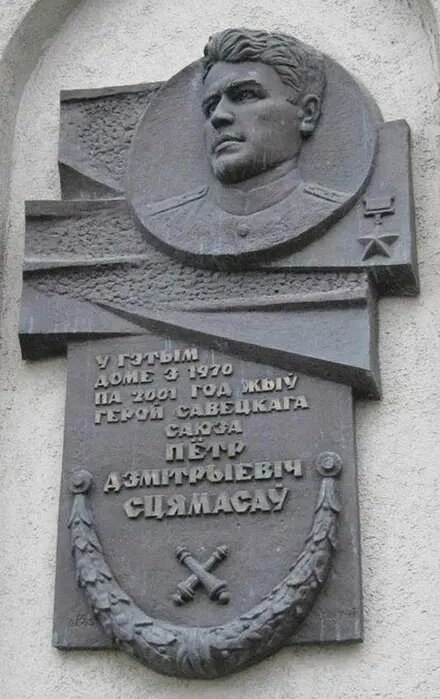 У ГЭТЫМ
ДОМЕ З 1970
ПА 2001 ГОД ЖЫЎ
ГЕРОЙ САВЕЦКАГА
САЮЗА
ПЁТР
ДЗМІТРЫЕВІЧ
СЦЯМАСАЎ